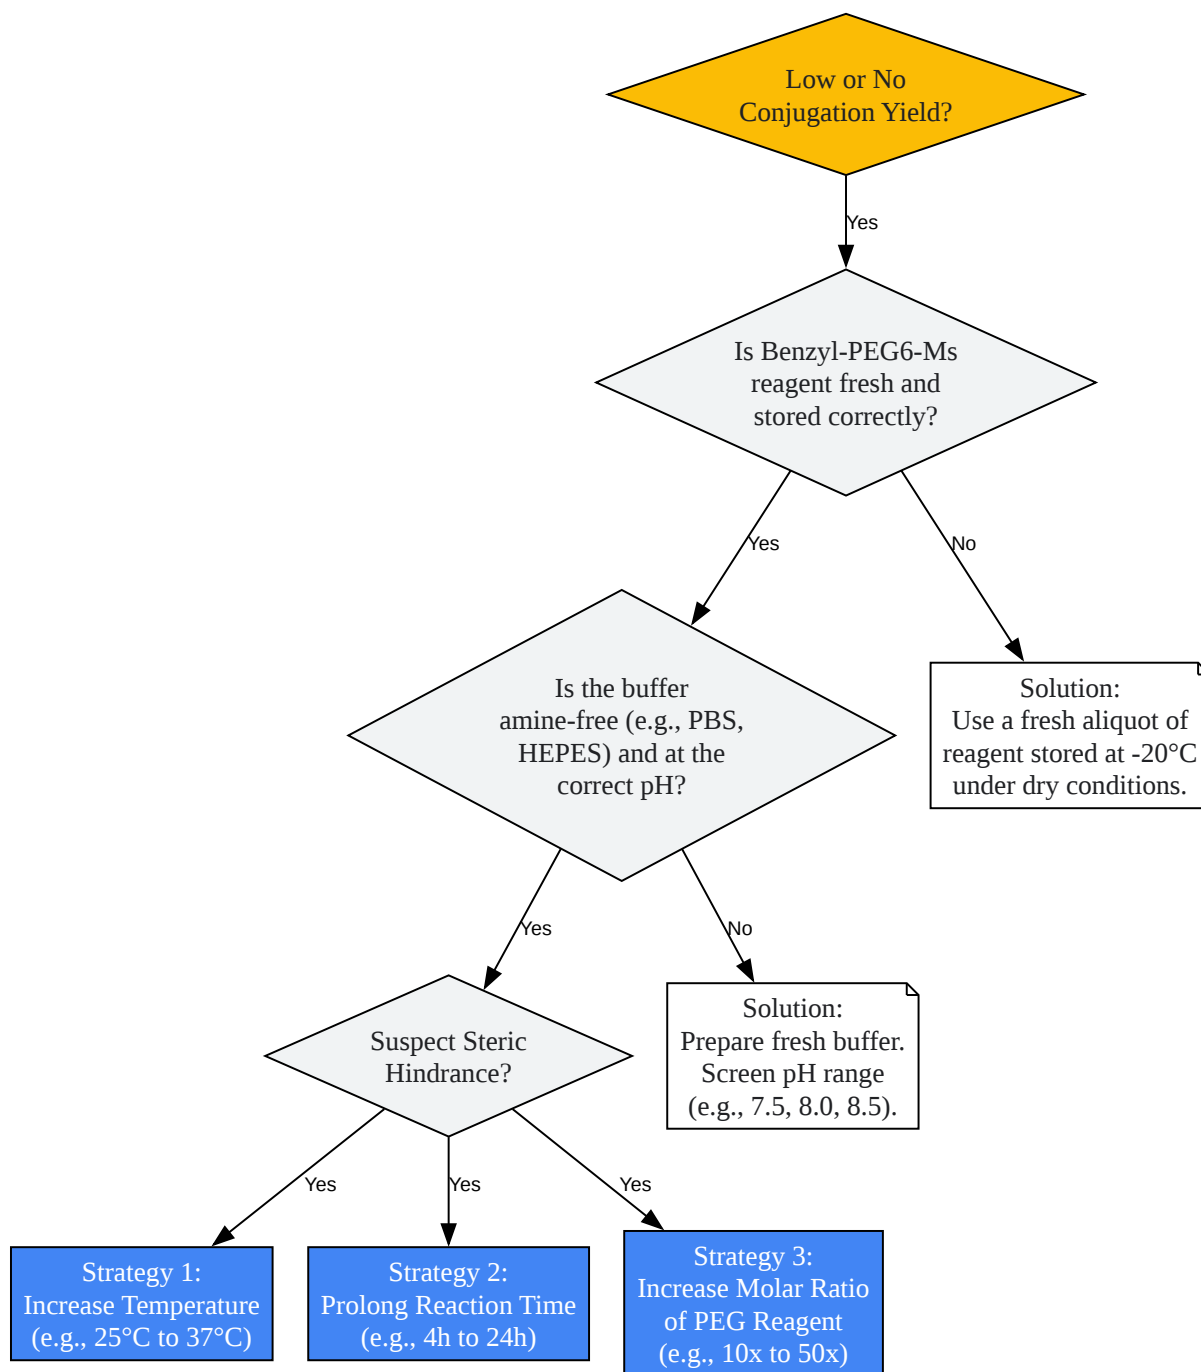 Low or No
Conjugation Yield?
Yes
Is Benzyl-PEG6-Ms
reagent fresh and
stored correctly?
Yes
No
Is the buffer
amine-free (e.g., PBS,
HEPES) and at the
correct pH?
Solution:
Use a fresh aliquot of
reagent stored at -20°C
under dry conditions.
Yes
No
Suspect Steric
Hindrance?
Solution:
Prepare fresh buffer.
Screen pH range
(e.g., 7.5, 8.0, 8.5).
Yes
Yes
Yes
Strategy 1:
Increase Temperature
(e.g., 25°C to 37°C)
Strategy 2:
Prolong Reaction Time
(e.g., 4h to 24h)
Strategy 3:
Increase Molar Ratio
of PEG Reagent
(e.g., 10x to 50x)